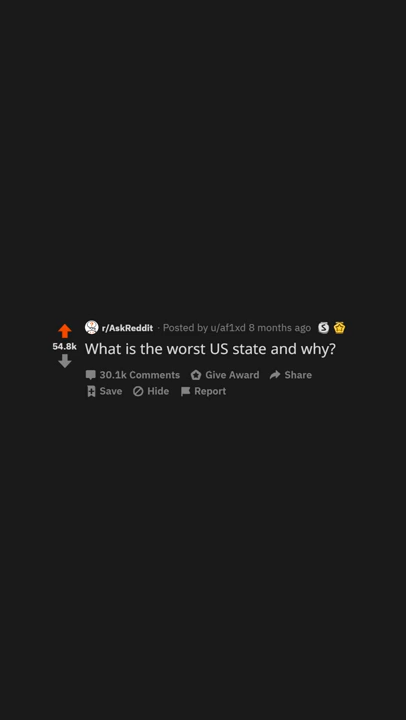 r/AskReddit · Posted by u/af1xd 8 months ago
54.8k
What is the worst US state and why?
30.1k Comments Give Award Share
Save Hide Report